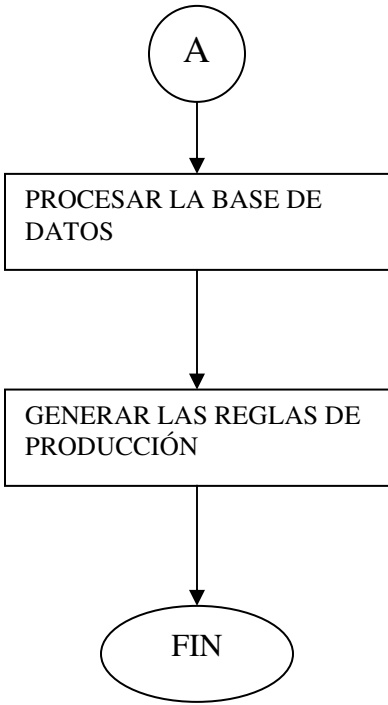 A
PROCESAR LA BASE DE
DATOS
GENERAR LAS REGLAS DE
PRODUCCIÓN
FIN